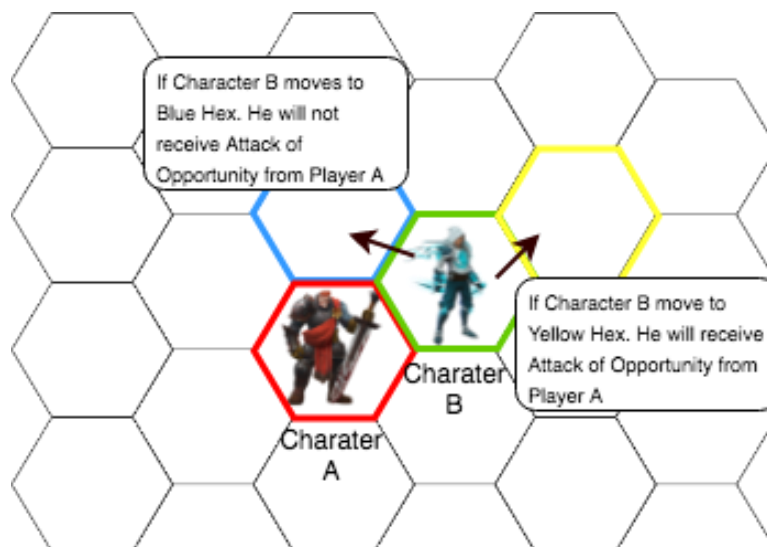 If Character B moves to
Blue Hex. He will not
receive Attack of
Opportunity from Player A
If Character B move to
Yellow Hex. He will receive
Attack of Opportunity from
Player A
Charater
B
Charater
A